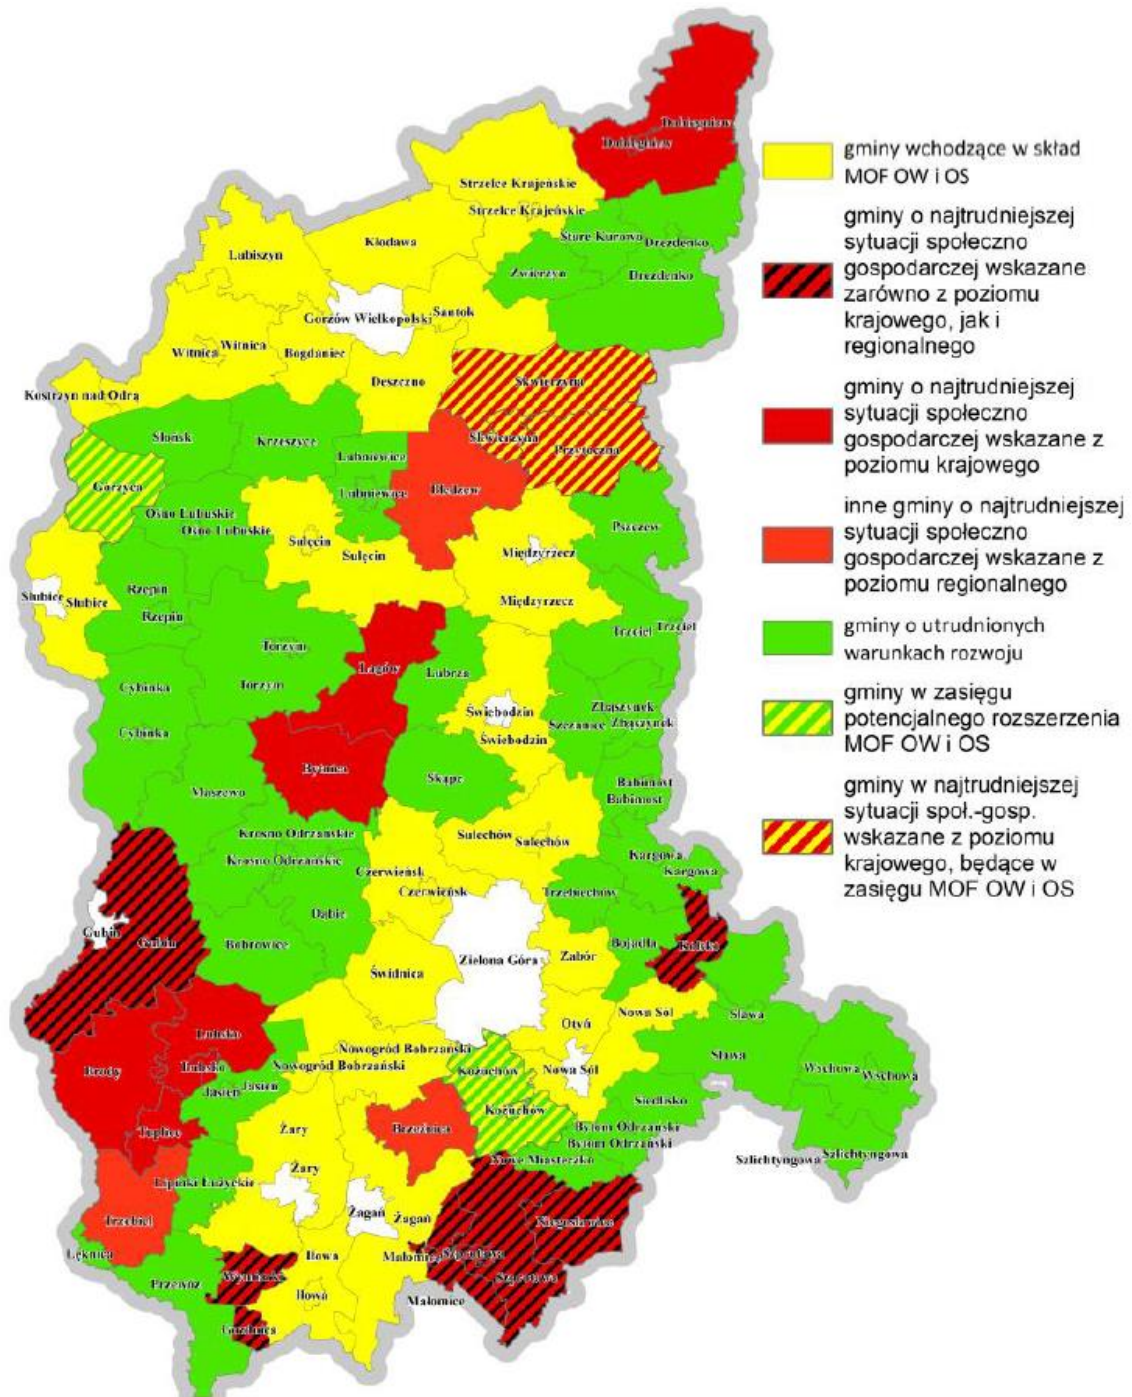 Dobiegniew
Dobiegniew
gminy wchodzące w skład
MOF OW i OS
Strzelce Krajeńskie
Strzelce Krajeńskie
gminy o najtrudniejszej
sytuacji społeczno
gospodarczej wskazane
zarówno z poziomu
krajowego, jak i
regionalnego
Kłodawa
Stare Kurowo
Drezdenko
Lubiszyn
Zwierzyn
Drezdenko
Gorzów Wielkopolski
Santok
Witnica
Witnica
Bogdaniec
Deszczno
Skwierzyna
Kostrzyn nad Odrą
gminy o najtrudniejszej
sytuacji społeczno
gospodarczej wskazane z
poziomu krajowego
Słońsk
Krzeszyce
Skwierzyna
Przytoczna
Lubniewice
Górzyca
Lubniewice
Bledzew
Ośno Lubuskie
Ośno Lubuskie
Pszczew
inne gminy o najtrudniejszej
sytuacji społeczno
gospodarczej wskazane z
poziomu regionalnego
Sulęcin
Sulęcin
Międzyrzecz
Rzepin
Słubice
Słubice
Międzyrzecz
Rzepin
Trzciel
Trzciel
gminy o utrudnionych
warunkach rozwoju
Torzym
Łagów
Lubrza
Cybinka
Torzym
Zbąszynek
Świebodzin
Szczaniec
Zbąszynek
gminy w zasięgu
potencjalnego rozszerzenia
MOF OW i OS
Cybinka
Świebodzin
Bytnica
Skąpe
Babimost
Maszewo
Babimost
gminy w najtrudniejszej
sytuacji społ.-gosp.
wskazane z poziomu
krajowego, będące w
zasięgu MOF OW i OS
Krosno Odrzańskie
Sulechów
Sulechów
Krosno Odrzańskie
Czerwieńsk
Kargowa
Kargowa
Czerwieńsk
Trzebiechów
Dąbie
Gubin
Gubin
Bobrowice
Bojadła
Kolsko
Zielona Góra
Zabór
Świdnica
Nowa Sól
Sława
Lubsko
Otyń
Nowogród Bobrzański
Sława
Brody
Lubsko
Jasień
Nowogród Bobrzański
Kożuchów
Nowa Sól
Wschowa
Wschowa
Jasień
Siedlisko
Kożuchów
Tuplice
Żary
Brzeźnica
Bytom Odrzański
Bytom Odrzański
Szlichtyngowa
Szlichtyngowa
Nowe Miasteczko
Żary
Lipinki Łużyckie
Trzebiel
Żagań
Żagań
Niegosławice
Łęknica
Iłowa
Małomice
Szprotawa
Przewóz
Wymiarki
Szprotawa
Iłowa
Małomice
Gozdnica